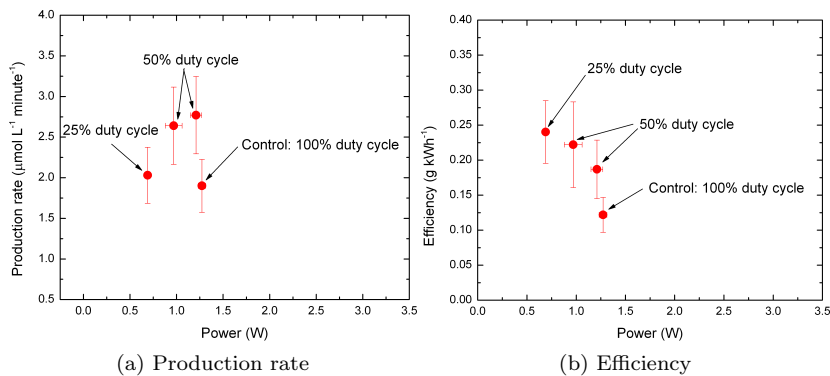 4.0
3.5
3.0
2.5
2.0
1.5
1.0
0.5
0.0
0.5
1.0
1.5
2.0
2.5
3.0
3.5
Production rate (μmol L⁻¹ minute⁻¹)
Power (W)
50% duty cycle
25% duty cycle
Control: 100% duty cycle
(a) Production rate
0.40
0.35
0.30
0.25
0.20
0.15
0.10
0.05
0.00
0.0
0.5
1.0
1.5
2.0
2.5
3.0
3.5
Efficiency (g kWh⁻¹)
Power (W)
25% duty cycle
50% duty cycle
Control: 100% duty cycle
(b) Efficiency